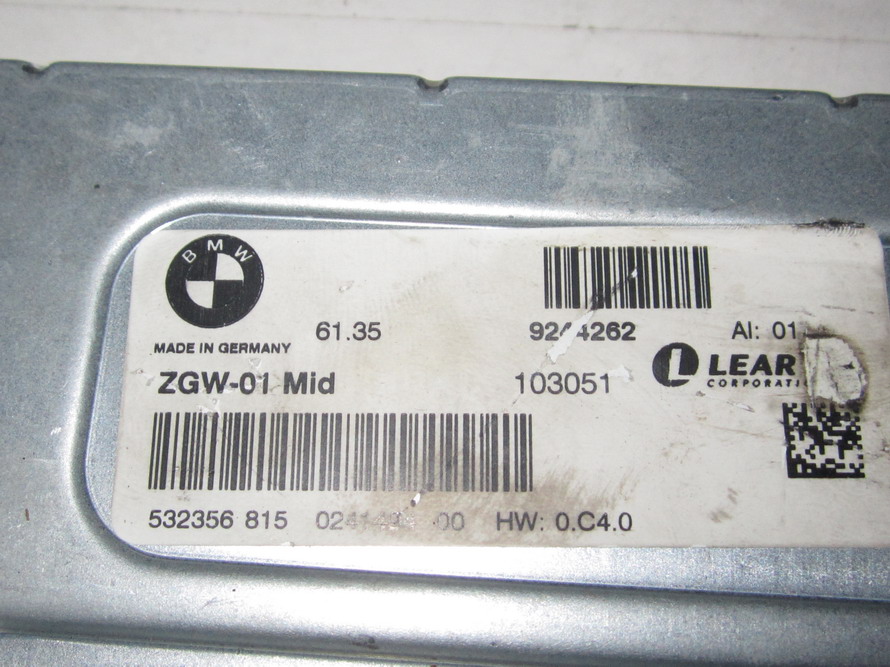 BMW
61.35
9244262
AI: 01
MADE IN GERMANY
LEAR
ZGW-01 Mid
103051
532356 815
00
HW: 0.C4.0